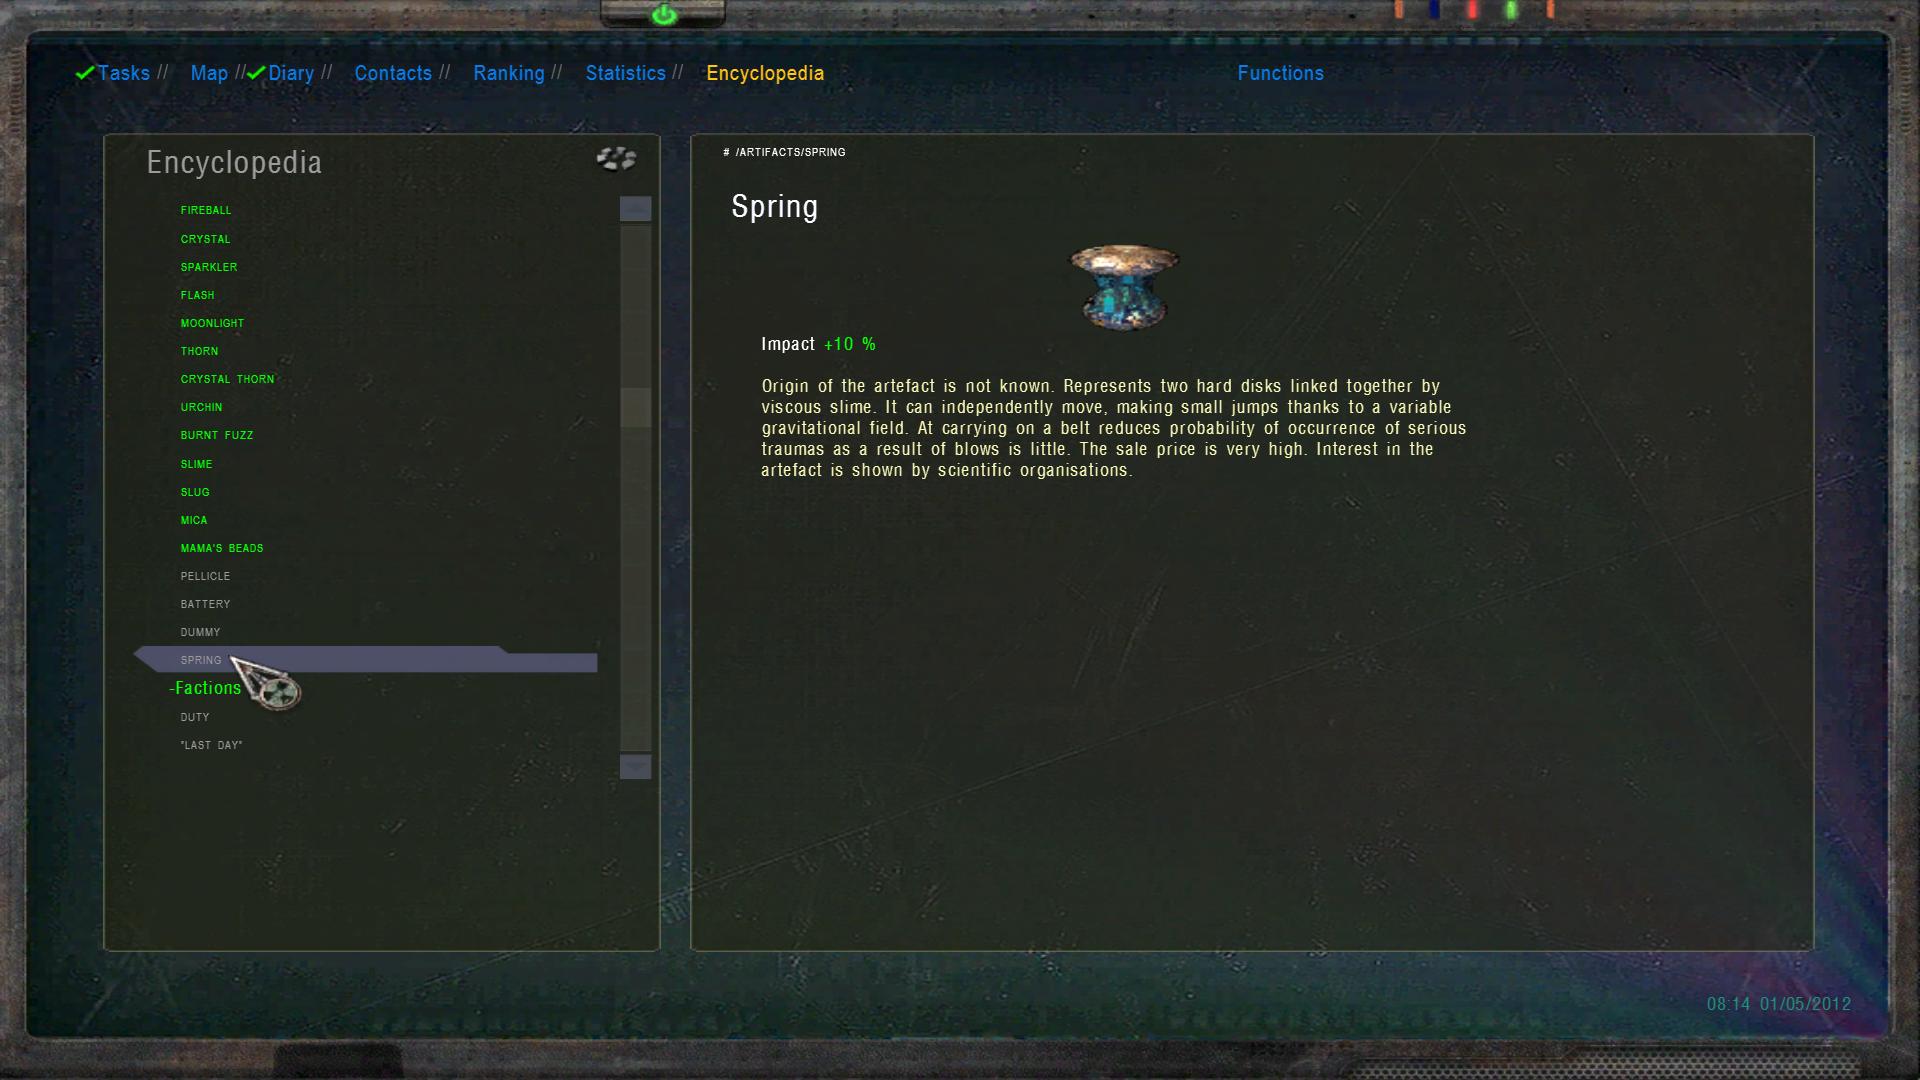 Tasks // Map // Diary // Contacts // Ranking // Statistics // Encyclopedia Functions
Encyclopedia
FIREBALL
CRYSTAL
SPARKLER
FLASH
MOONLIGHT
THORN
CRYSTAL THORN
URCHIN
BURNT FUZZ
SLIME
SLUG
MICA
MAMA'S BEADS
PELLICLE
BATTERY
DUMMY
SPRING
-Factions
DUTY
"LAST DAY"
# /ARTIFACTS/SPRING
Spring
Impact +10 %
Origin of the artefact is not known. Represents two hard disks linked together by
viscous slime. It can independently move, making small jumps thanks to a variable
gravitational field. At carrying on a belt reduces probability of occurrence of serious
traumas as a result of blows is little. The sale price is very high. Interest in the
artefact is shown by scientific organisations.
08:14 01/05/2012